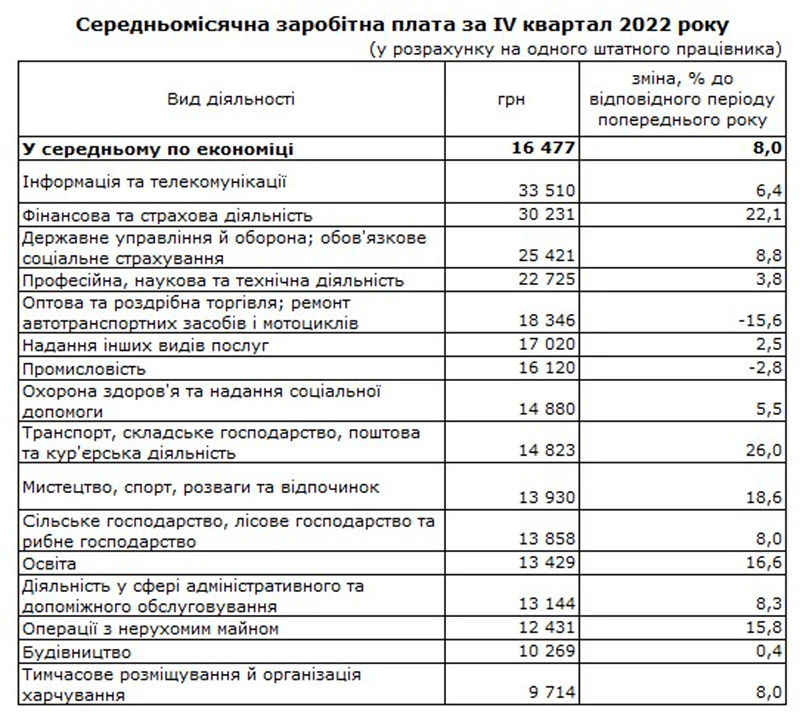 Середньомісячна заробітна плата за IV квартал 2022 року
(у розрахунку на одного штатного працівника)
Вид діяльності грн зміна, % до
відповідного періоду
попереднього року
У середньому по економіці 16 477 8,0
Інформація та телекомунікації 33 510 6,4
Фінансова та страхова діяльність 30 231 22,1
Державне управління й оборона; обов'язкове
соціальне страхування 25 421 8,8
Професійна, наукова та технічна діяльність 22 725 3,8
Оптова та роздрібна торгівля; ремонт
автотранспортних засобів і мотоциклів 18 346 -15,6
Надання інших видів послуг 17 020 2,5
Промисловість 16 120 -2,8
Охорона здоров'я та надання соціальної
допомоги 14 880 5,5
Транспорт, складське господарство, поштова
та кур'єрська діяльність 14 823 26,0
Мистецтво, спорт, розваги та відпочинок 13 930 18,6
Сільське господарство, лісове господарство та
рибне господарство 13 858 8,0
Освіта 13 429 16,6
Діяльність у сфері адміністративного та
допоміжного обслуговування 13 144 8,3
Операції з нерухомим майном 12 431 15,8
Будівництво 10 269 0,4
Тимчасове розміщування й організація
харчування 9 714 8,0